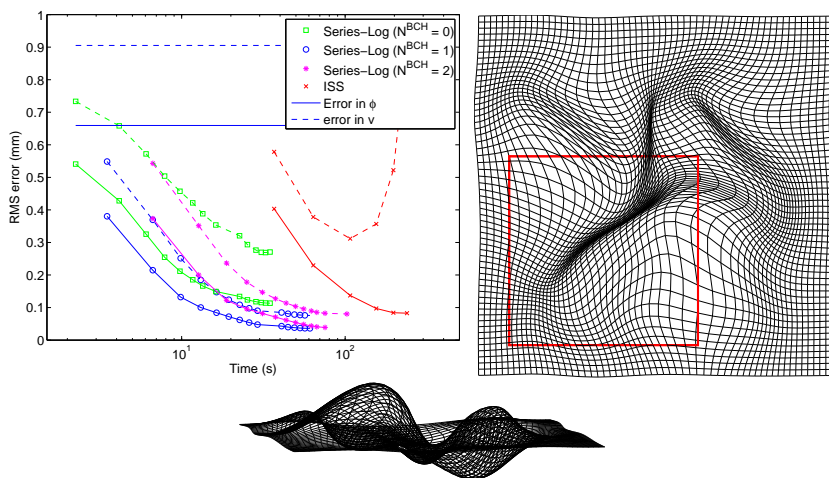 Series-Log (N^BCH = 0)
Series-Log (N^BCH = 1)
Series-Log (N^BCH = 2)
ISS
Error in ϕ
error in v
1
0.9
0.8
0.7
0.6
0.5
0.4
0.3
0.2
0.1
0
RMS error (mm)
10^1
10^2
Time (s)